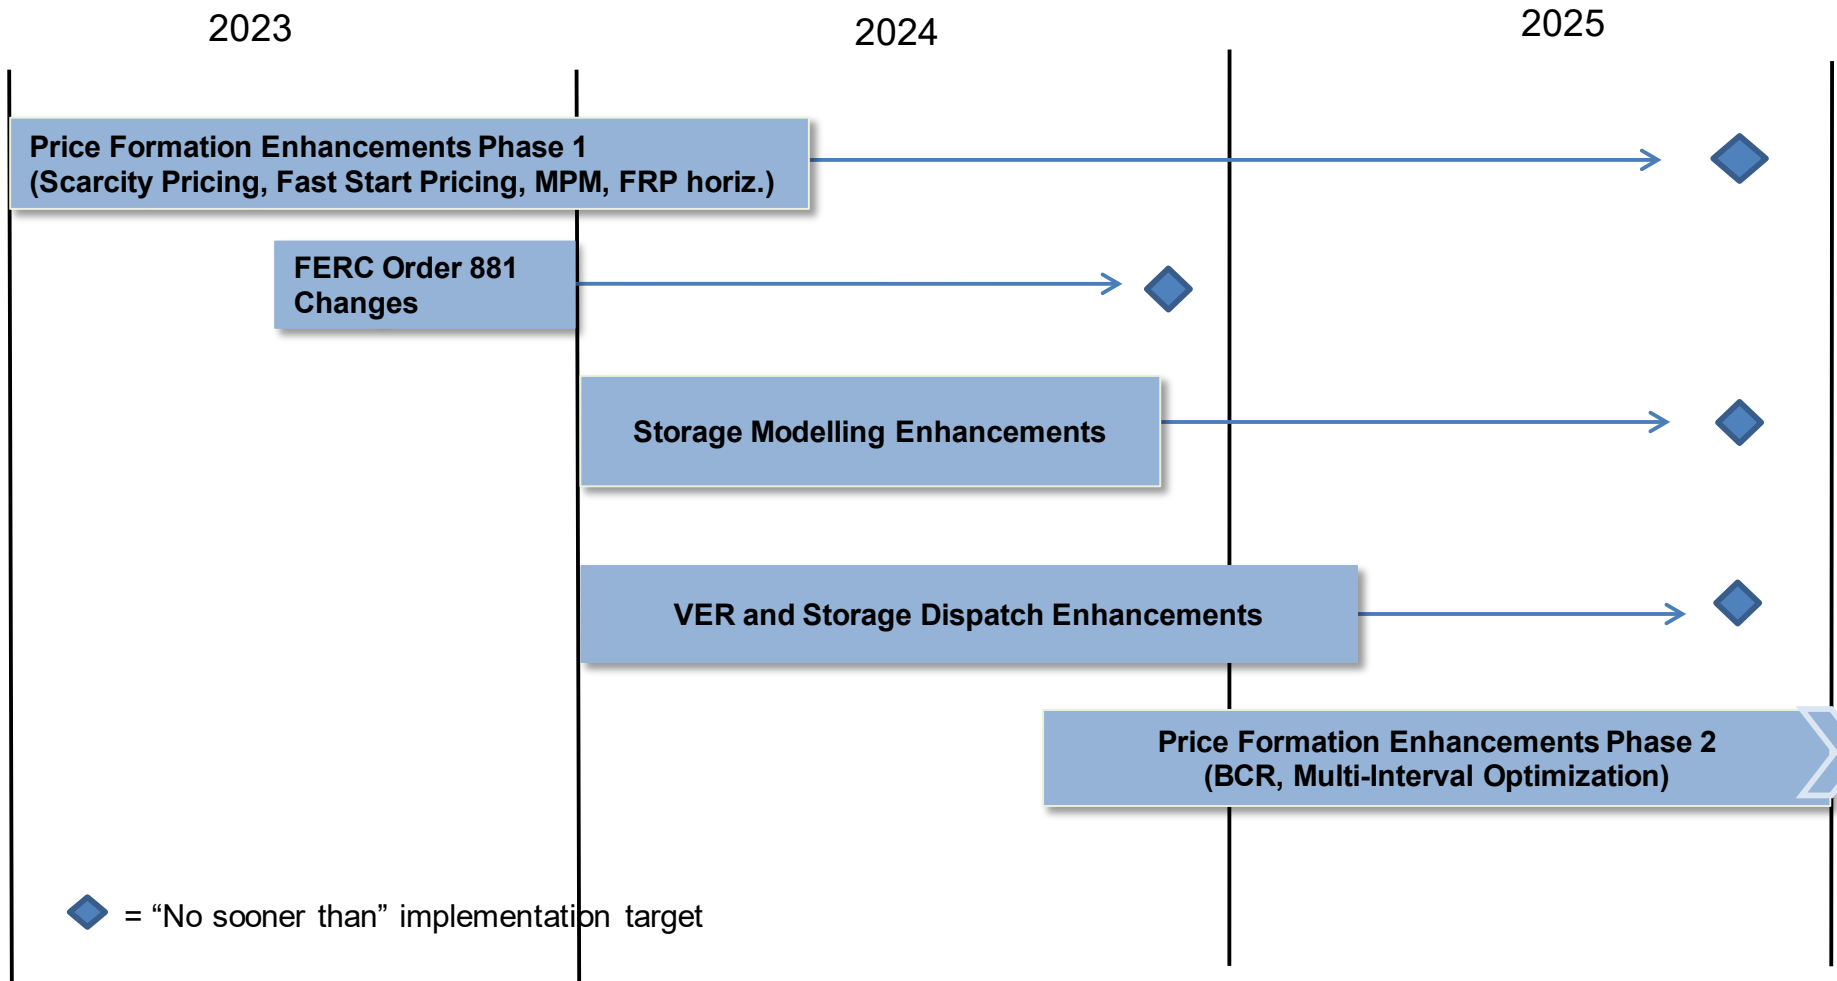 2023
2024
2025
Price Formation Enhancements Phase 1
(Scarcity Pricing, Fast Start Pricing, MPM, FRP horiz.)
FERC Order 881
Changes
Storage Modelling Enhancements
VER and Storage Dispatch Enhancements
Price Formation Enhancements Phase 2
(BCR, Multi-Interval Optimization)
= “No sooner than” implementation target